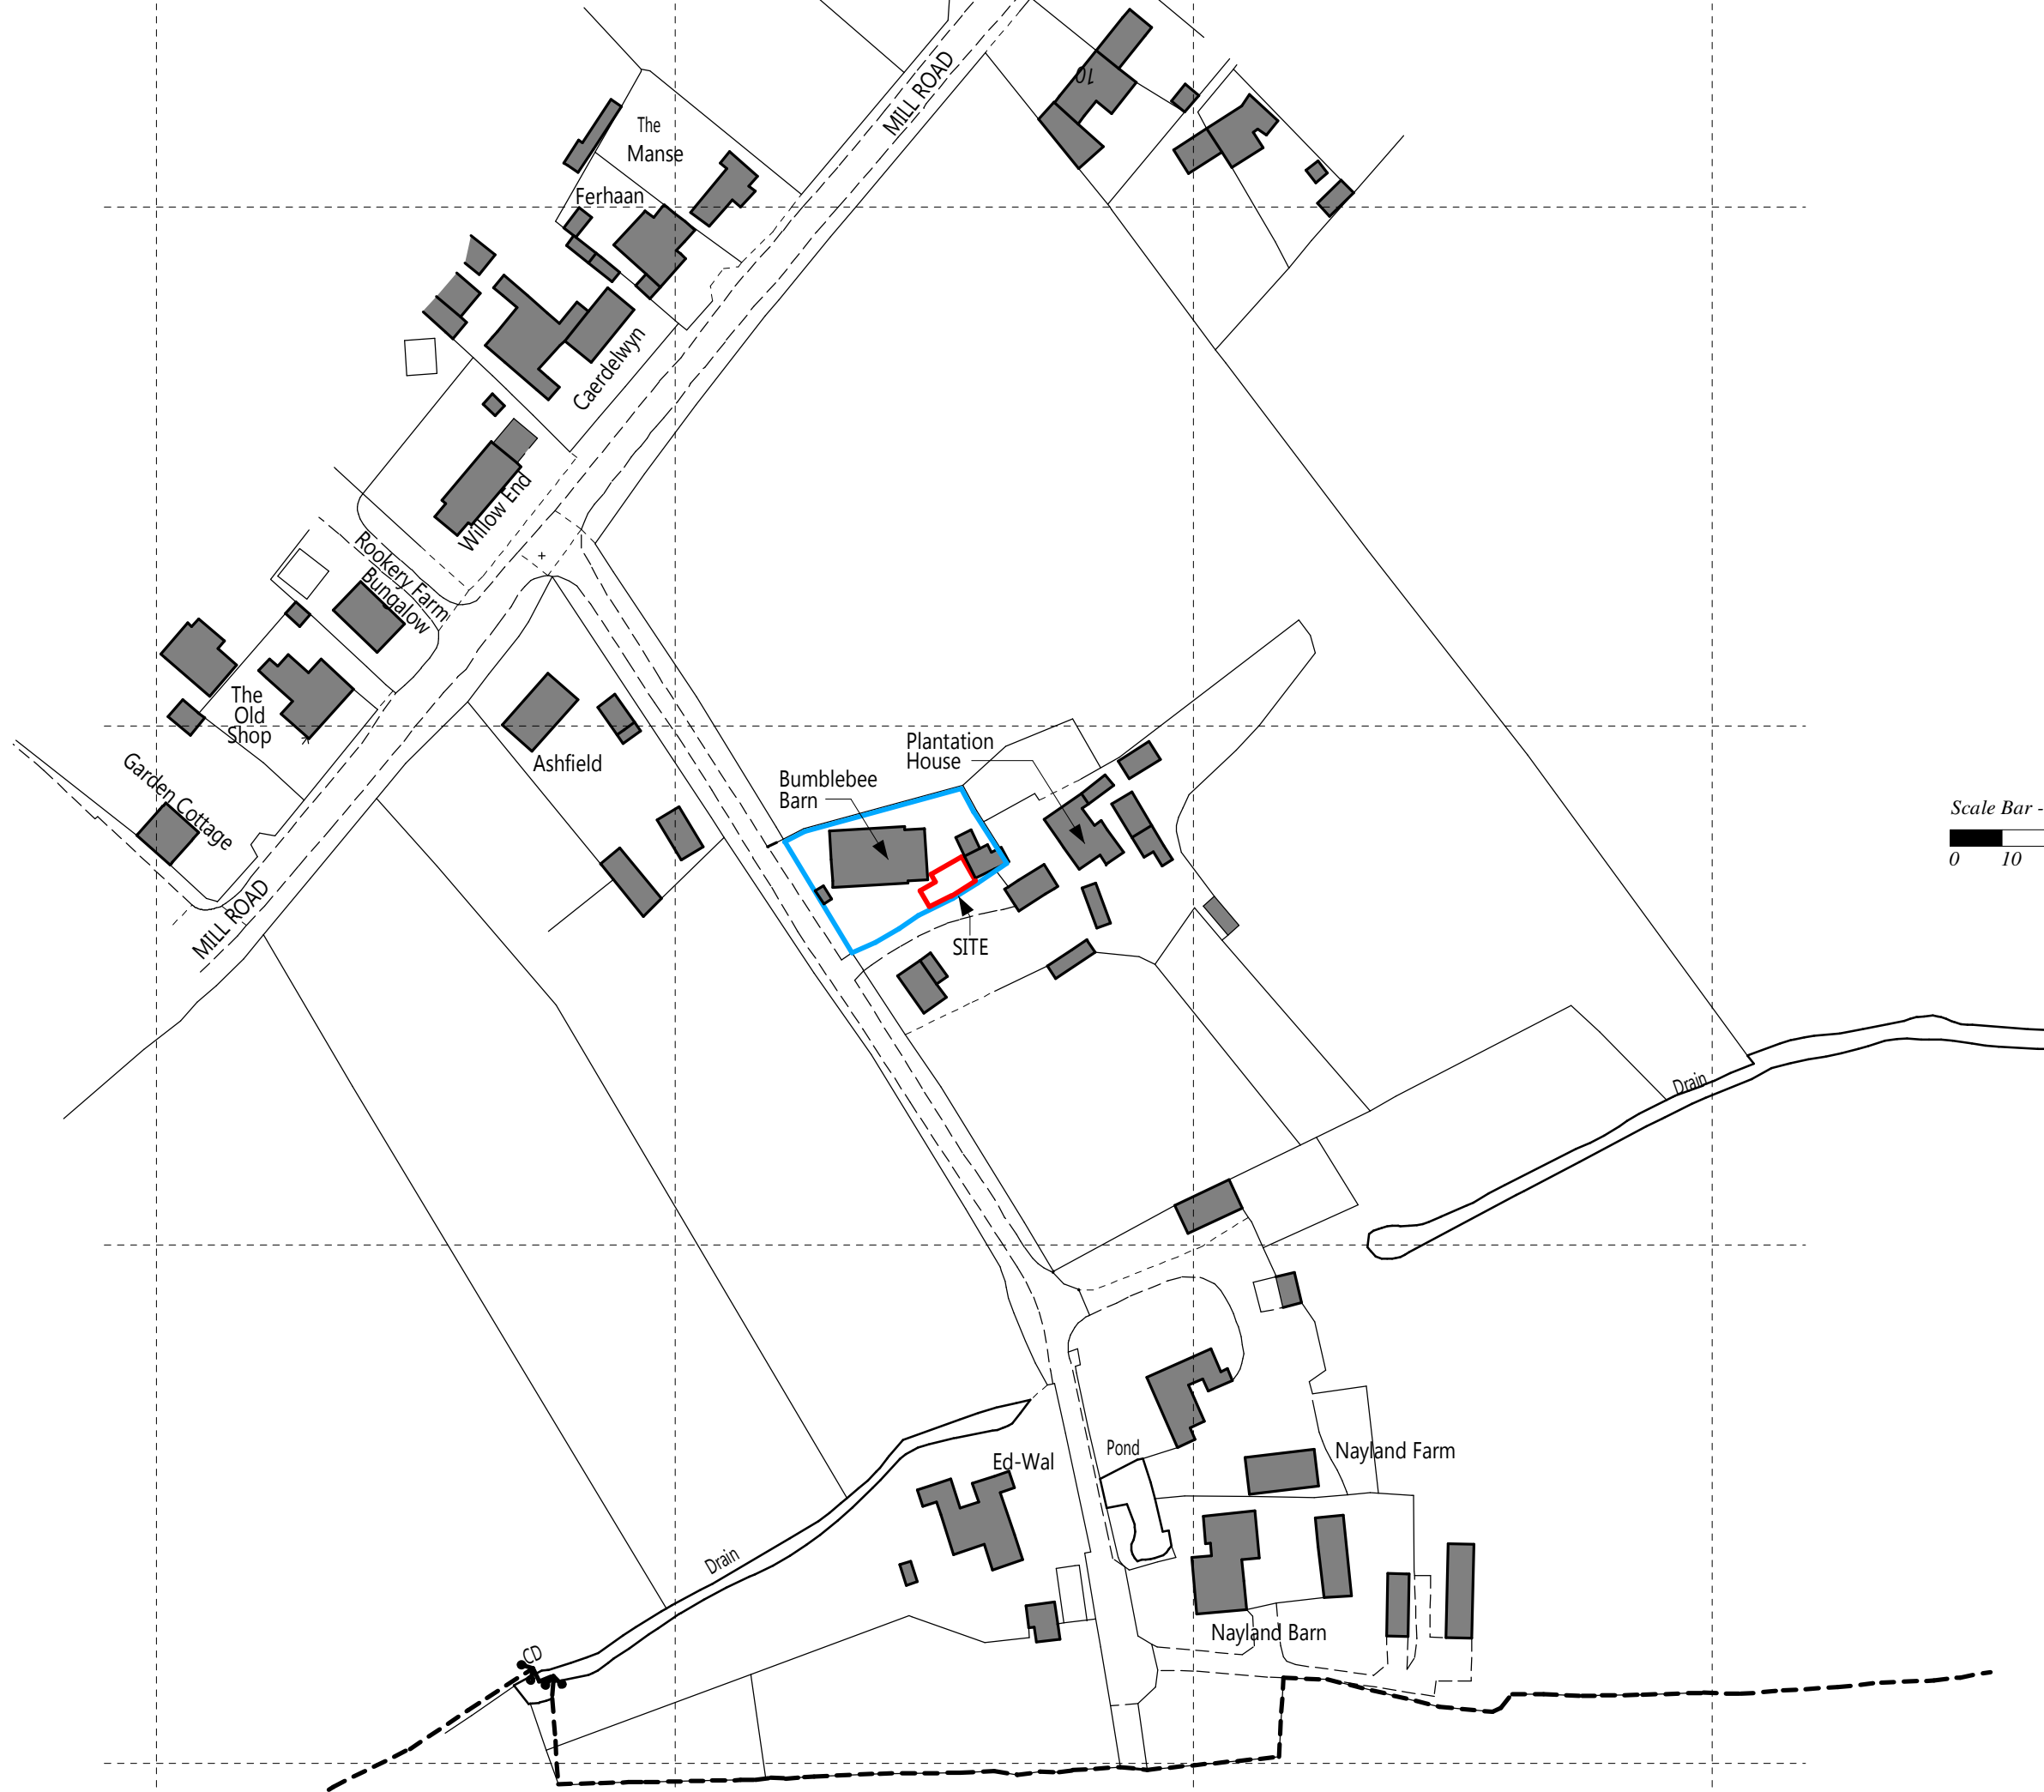 MILL ROAD
10
The
Manse
Ferhaan
Caerdelwyn
Willow End
Rookery Farm
Bungalow
The
Old
Shop
Garden Cottage
MILL ROAD
Ashfield
Plantation
House
Bumblebee
Barn
SITE
Scale Bar -
0 10
Drain
Pond
Nayland Farm
Ed-Wal
Drain
Nayland Barn
CD